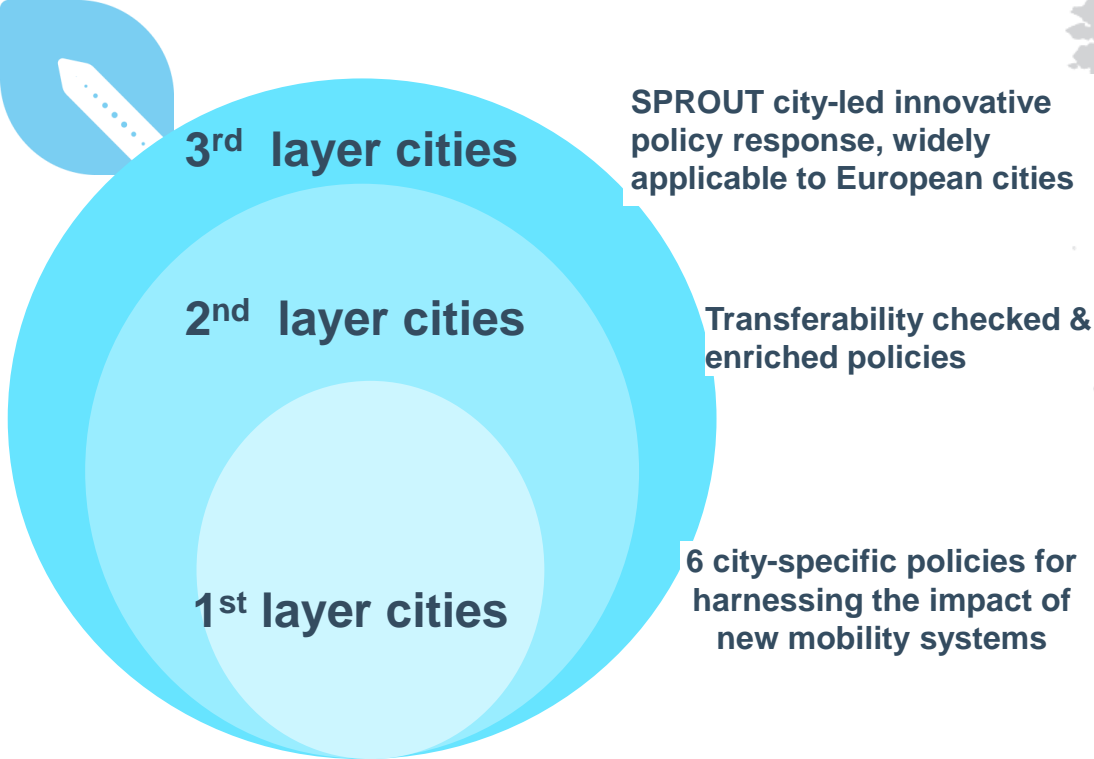 3rd layer cities
SPROUT city-led innovative
policy response, widely
applicable to European cities
2nd layer cities
Transferability checked &
enriched policies
1st layer cities
6 city-specific policies for
harnessing the impact of
new mobility systems